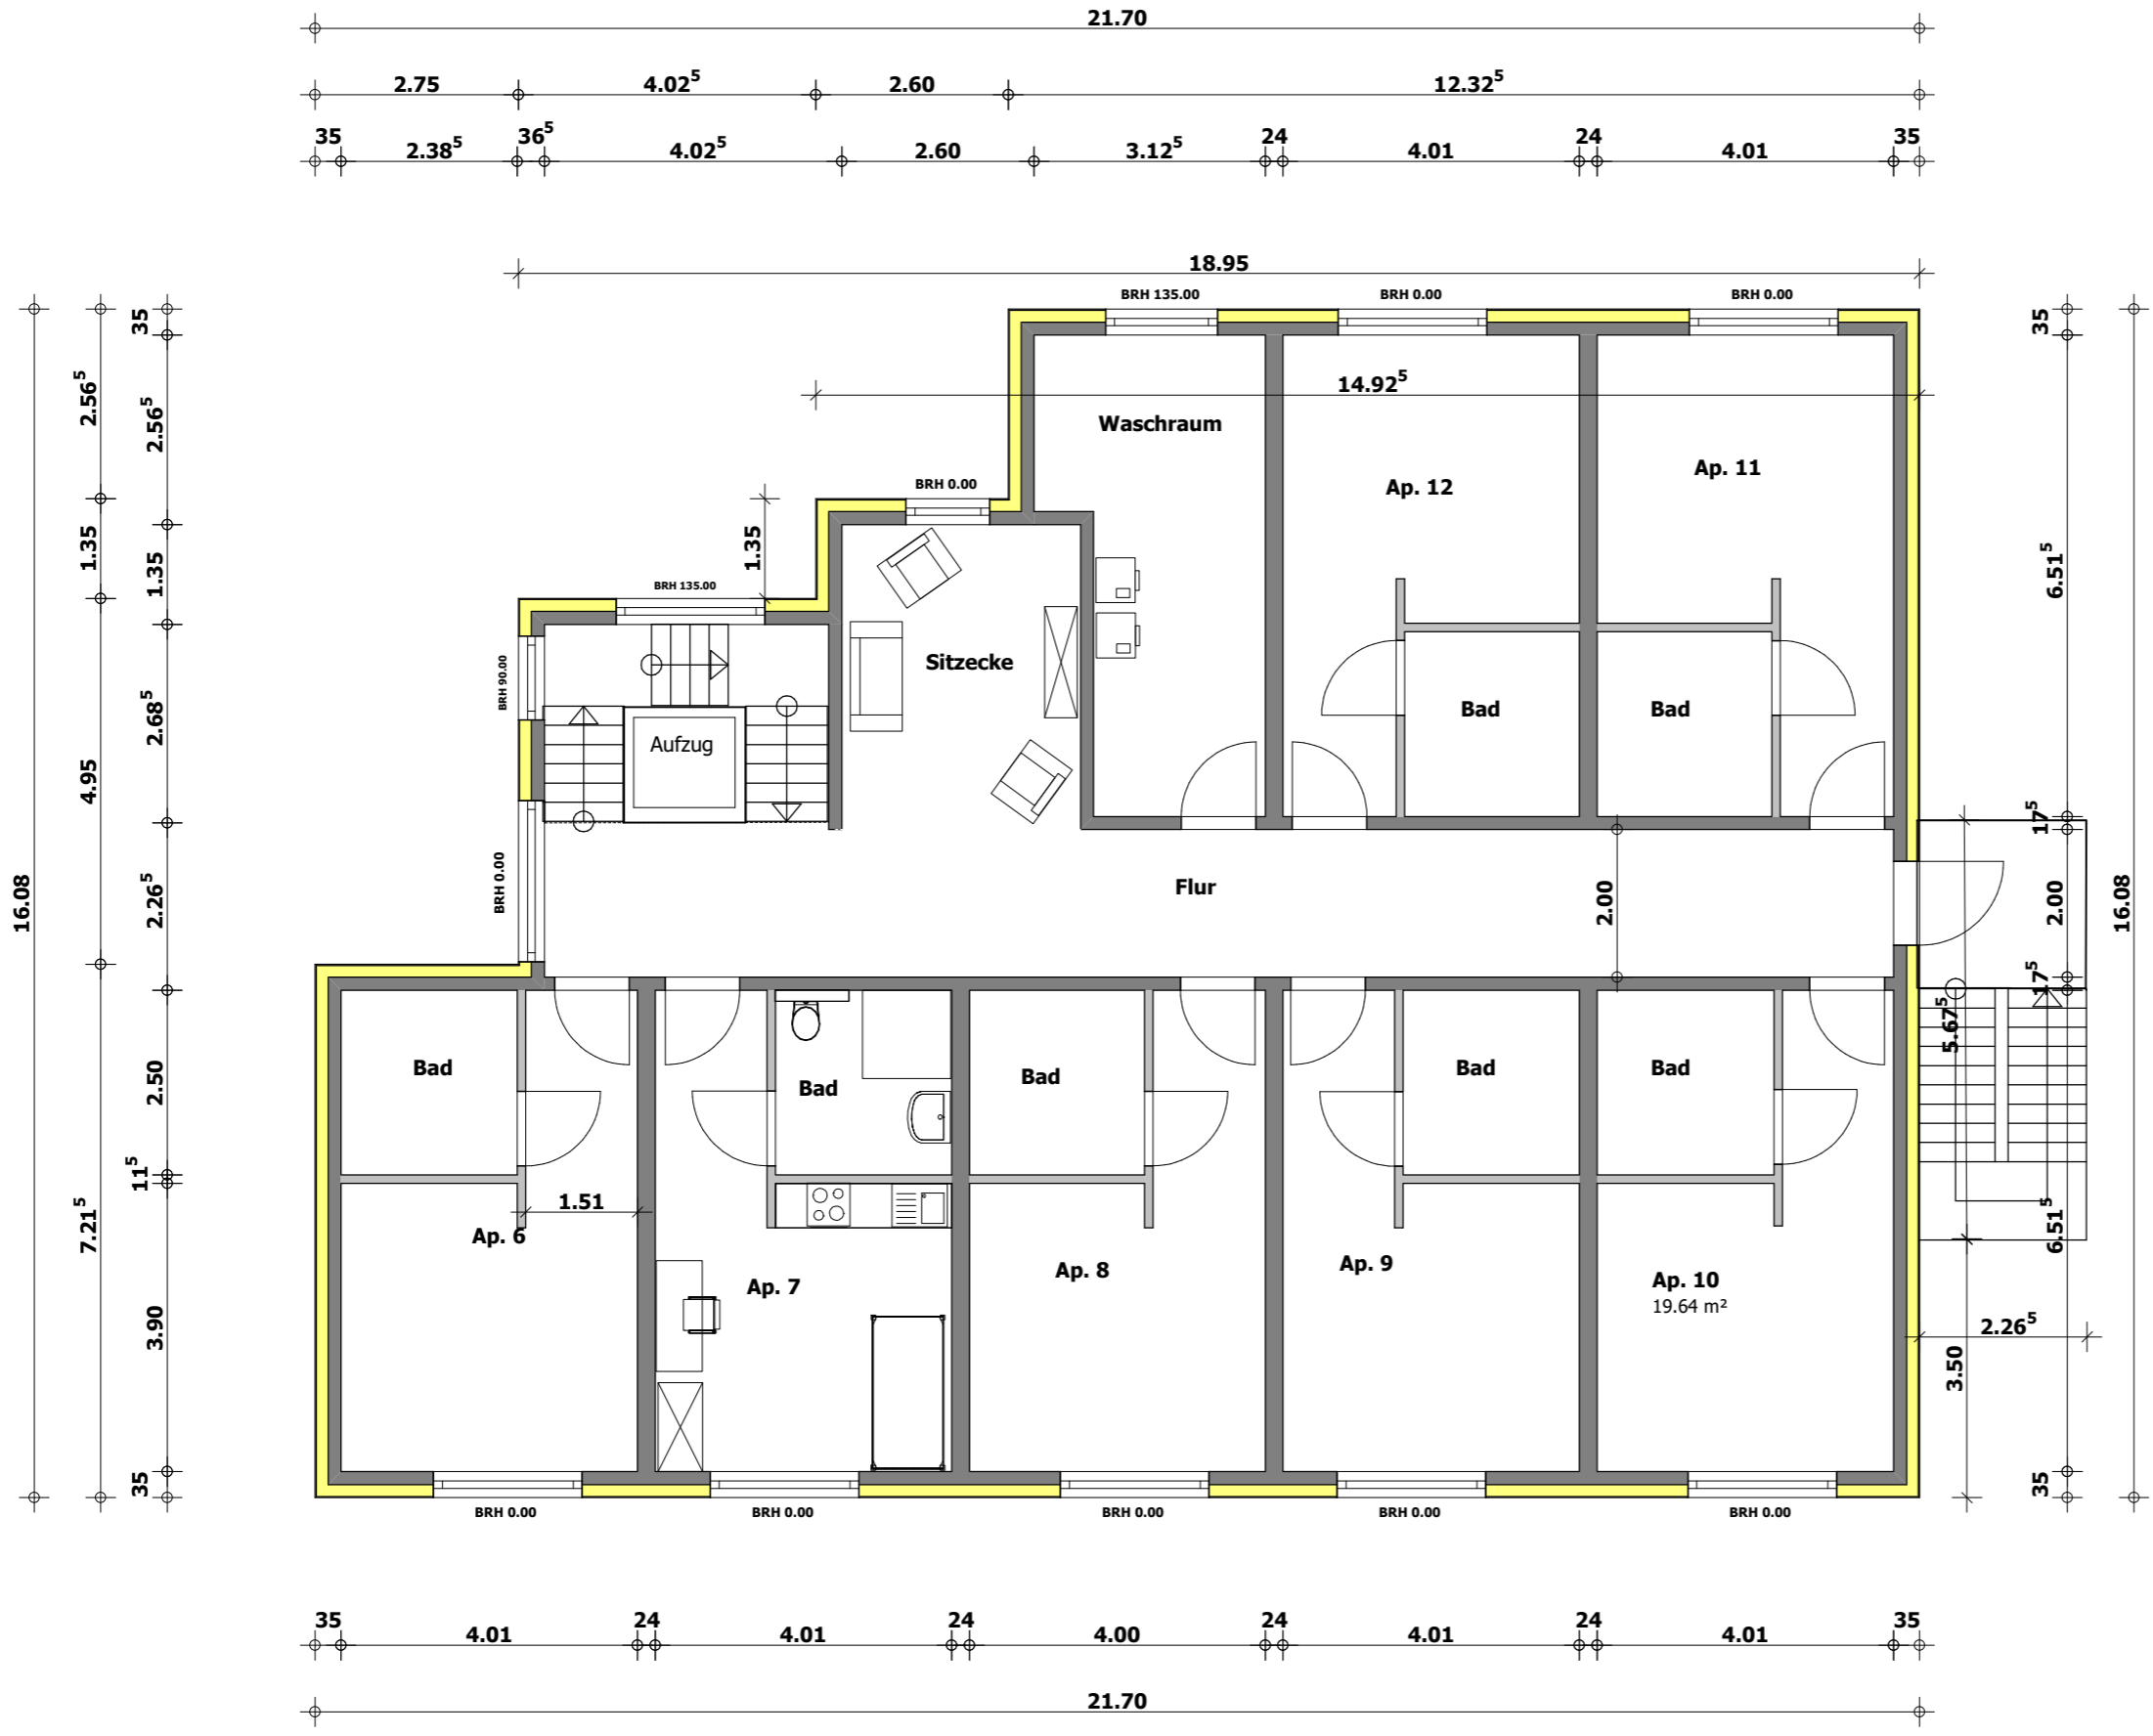 21.70
2.75 4.02⁵ 2.60 12.32⁵
35 2.38⁵ 36⁵ 4.02⁵ 2.60 3.12⁵ 24 4.01 24 4.01 35
18.95
BRH 135.00 BRH 0.00 BRH 0.00
35
35
2.56⁵
2.56⁵
14.92⁵
Waschraum
Ap. 12
Ap. 11
BRH 0.00
1.35
1.35
1.35
BRH 135.00
6.51⁵
Sitzecke
BRH 90.00
2.68⁵
Bad
Bad
Aufzug
4.95
17⁵
16.08
2.26⁵
BRH 0.00
Flur
2.00
2.00
16.08
17⁵
5.67⁵
2.50
Bad
Bad
Bad
Bad
Bad
11⁵
1.51
7.21⁵
6.51⁵
Ap. 6
Ap. 7
Ap. 8
Ap. 9
Ap. 10
19.64 m²
3.90
2.26⁵
3.50
35
35
BRH 0.00 BRH 0.00 BRH 0.00 BRH 0.00 BRH 0.00
35 4.01 24 4.01 24 4.00 24 4.01 24 4.01 35
21.70